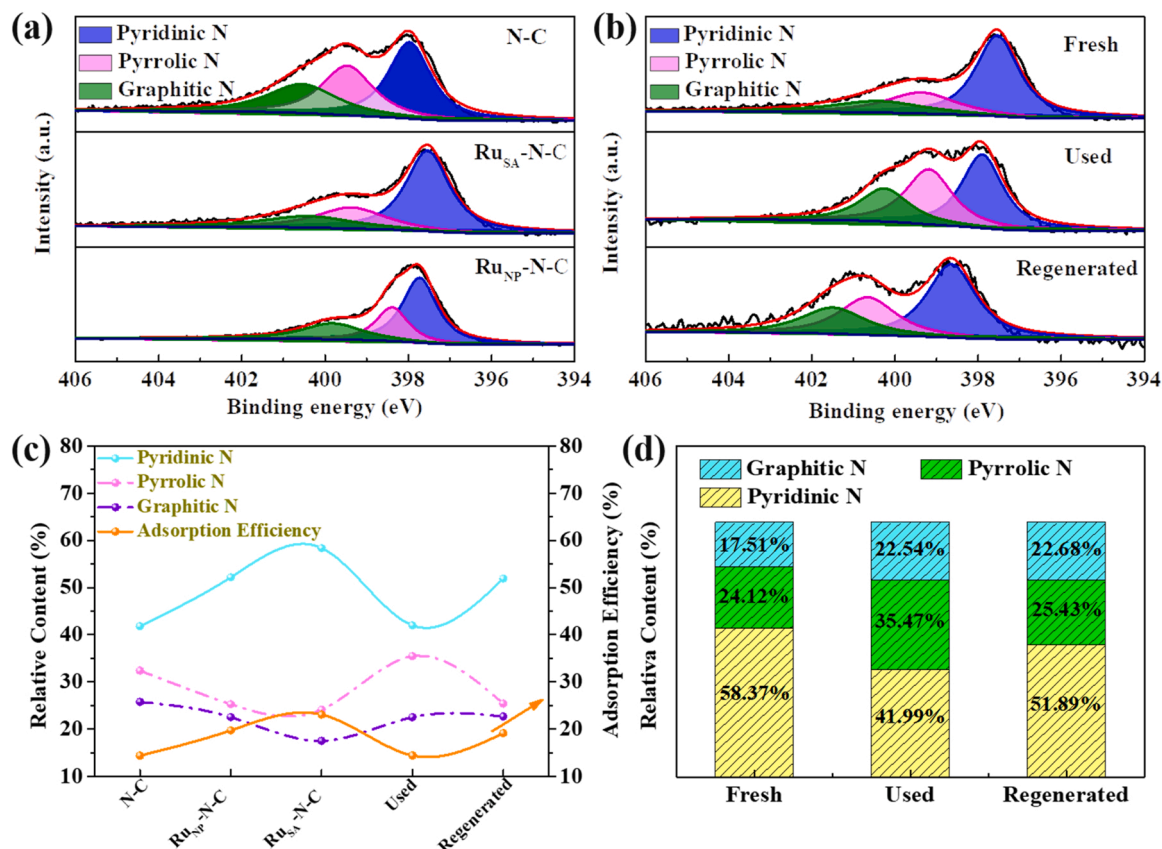 (a)
Pyridinic N
Pyrrolic N
Graphitic N
N-C
Ru_SA-N-C
Ru_NP-N-C
Intensity (a.u.)
406 404 402 400 398 396 394
Binding energy (eV)
(b)
Pyridinic N
Pyrrolic N
Graphitic N
Fresh
Used
Regenerated
Intensity (a.u.)
406 404 402 400 398 396 394
Binding energy (eV)
(c)
Pyridinic N
Pyrrolic N
Graphitic N
Adsorption Efficiency
Relative Content (%)
80
70
60
50
40
30
20
10
Adsorption Efficiency (%)
80
70
60
50
40
30
20
10
N-C
Ru_NP-N-C
Ru_SA-N-C
Used
Regenerated
(d)
Graphitic N
Pyrrolic N
Pyridinic N
Relativa Content (%)
17.51% 22.54% 22.68%
24.12% 35.47% 25.43%
58.37% 41.99% 51.89%
Fresh Used Regenerated